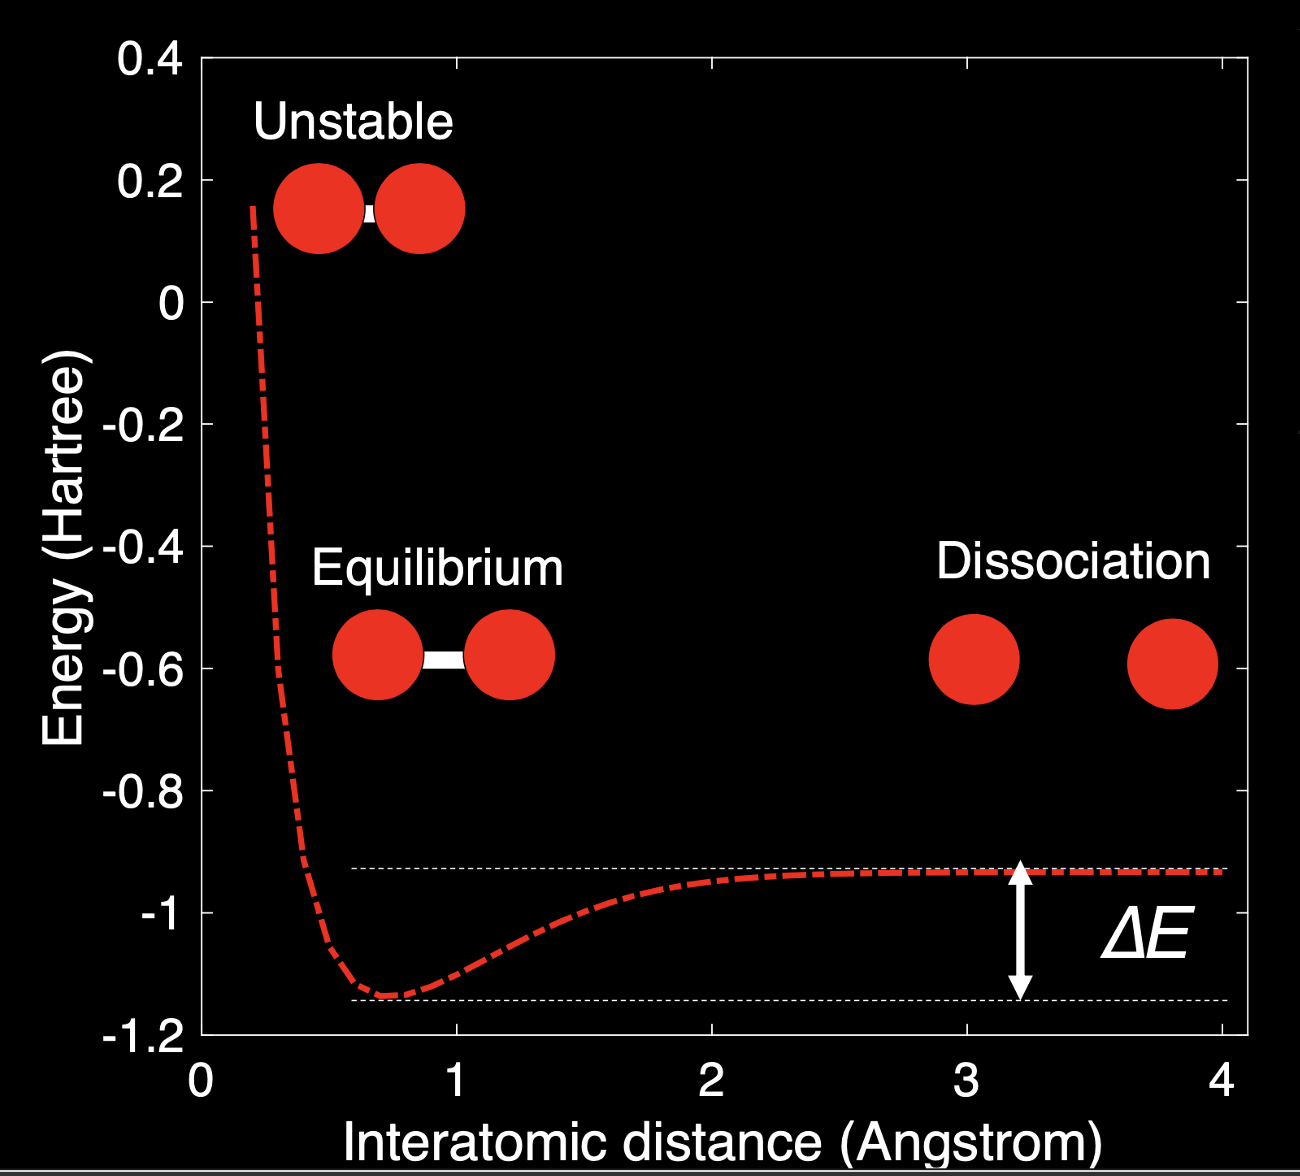 0.4
Unstable
0.2
0
-0.2
-0.4
Equilibrium
Dissociation
Energy (Hartree)
-0.6
-0.8
-1
ΔE
-1.2
0 1 2 3 4
Interatomic distance (Angstrom)